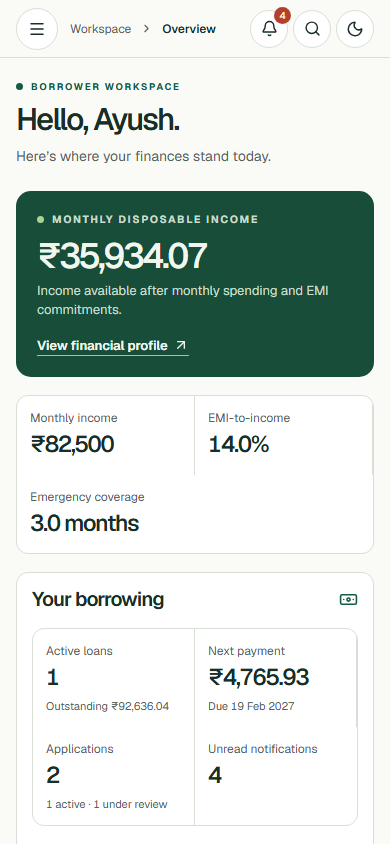 Workspace > Overview
4
BORROWER WORKSPACE
Hello, Ayush.
Here's where your finances stand today.
MONTHLY DISPOSABLE INCOME
₹35,934.07
Income available after monthly spending and EMI
commitments.
View financial profile ↗
Monthly income
₹82,500
EMI-to-income
14.0%
Emergency coverage
3.0 months
Your borrowing
Active loans
1
Outstanding ₹92,636.04
Next payment
₹4,765.93
Due 19 Feb 2027
Applications
2
1 active · 1 under review
Unread notifications
4